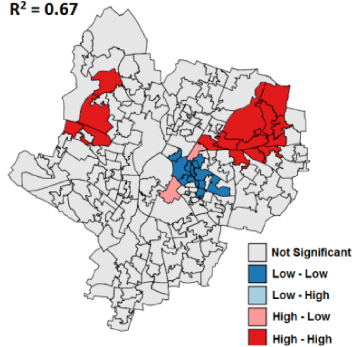 R² = 0.67
Not Significant
Low - Low
Low - High
High - Low
High - High